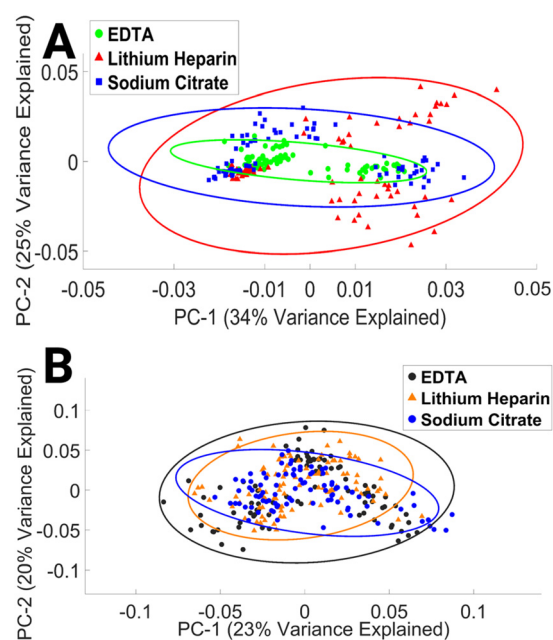 A
EDTA
Lithium Heparin
Sodium Citrate
PC-2 (25% Variance Explained)
0.05
0
-0.05
-0.05 -0.03 -0.01 0 0.01 0.03 0.05
PC-1 (34% Variance Explained)
B
EDTA
Lithium Heparin
Sodium Citrate
PC-2 (20% Variance Explained)
0.1
0.05
0
-0.05
-0.1
-0.1 -0.05 0 0.05 0.1
PC-1 (23% Variance Explained)